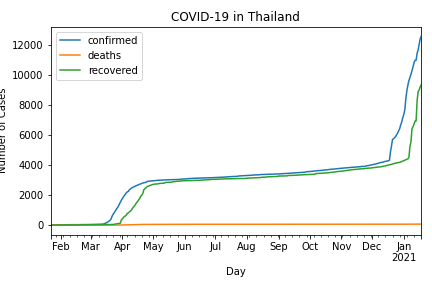 COVID-19 in Thailand
confirmed
deaths
recovered
12000
10000
8000
6000
4000
2000
0
Number of Cases
Feb Mar Apr May Jun Jul Aug Sep Oct Nov Dec Jan
2021
Day